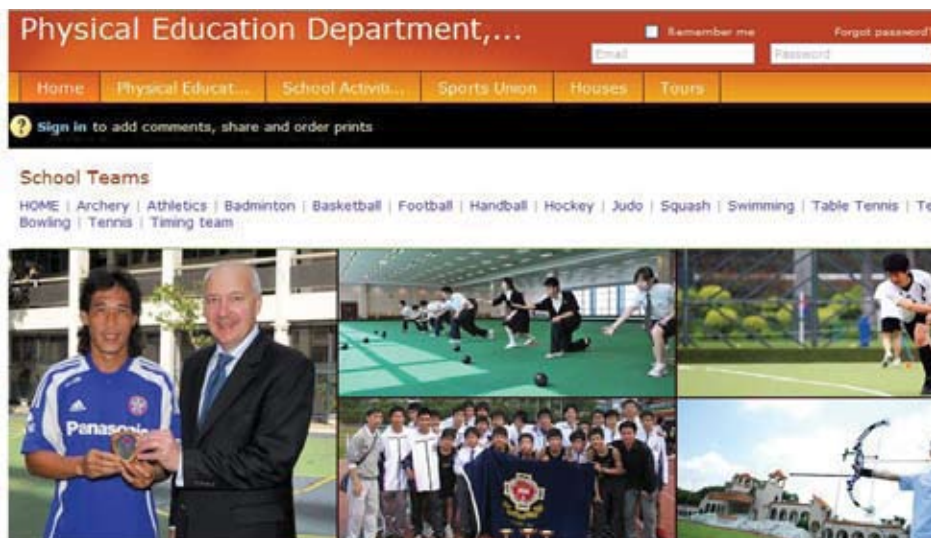 Physical Education Department,...
Remember me
Forgot password?
Email
Password
Home
Physical Educat...
School Activiti...
Sports Union
Houses
Tours
? Sign in to add comments, share and order prints
School Teams
HOME | Archery | Athletics | Badminton | Basketball | Football | Handball | Hockey | Judo | Squash | Swimming | Table Tennis | Te
Bowling | Tennis | Timing team
Panasonic